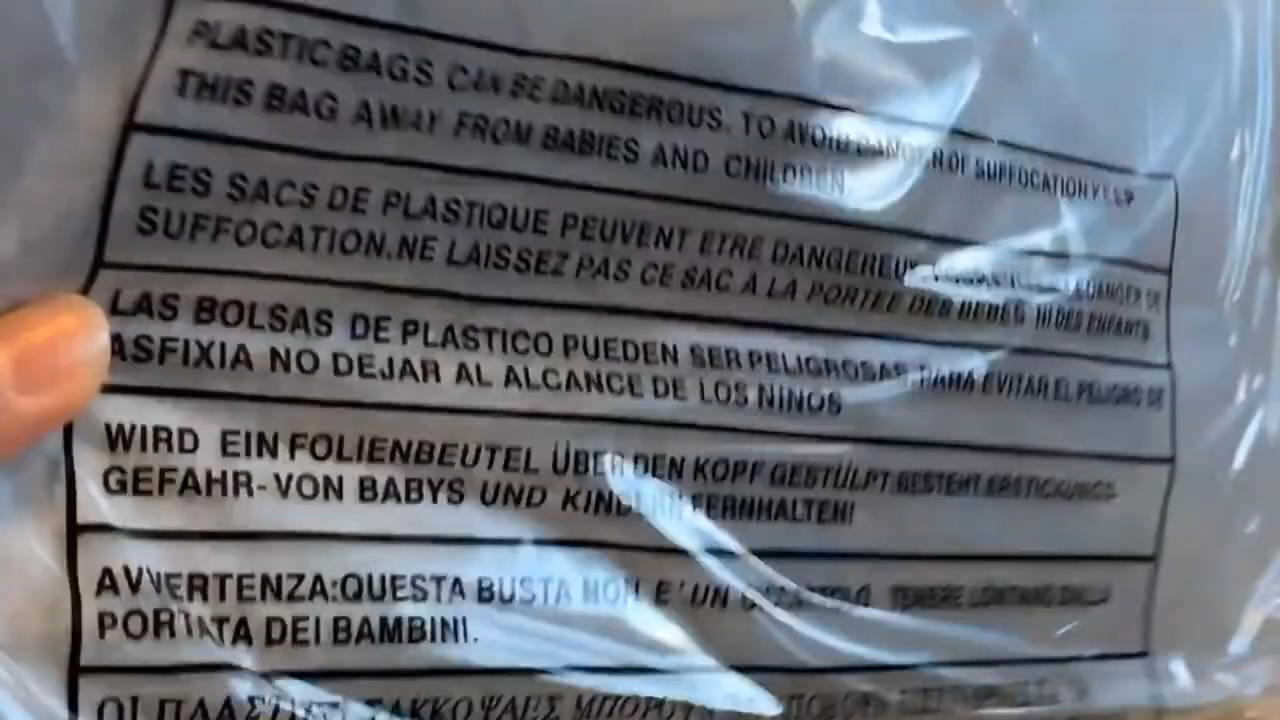 PLASTIC BAGS CAN BE DANGEROUS. TO AVOID DANGER OF SUFFOCATION KEEP
THIS BAG AWAY FROM BABIES AND CHILDREN
LES SACS DE PLASTIQUE PEUVENT ETRE DANGEREUX DANGER DE
SUFFOCATION.NE LAISSEZ PAS CE SAC A LA PORTEE DES BEBES NI DES ENFANTS
LAS BOLSAS DE PLASTICO PUEDEN SER PELIGROSAS PARA EVITAR EL PELIGRO DE
ASFIXIA NO DEJAR AL ALCANCE DE LOS NINOS
WIRD EIN FOLIENBEUTEL ÜBER DEN KOPF GESTÜLPT BESTEHT ERSTICKUNGS-
GEFAHR-VON BABYS UND KINDERN FERNHALTEN!
AVVERTENZA:QUESTA BUSTA NON E' UN TENERE LONTANO DALLA
PORTATA DEI BAMBINI.
ΟΙ ΣΑΚΚΟΥΛΕΣ